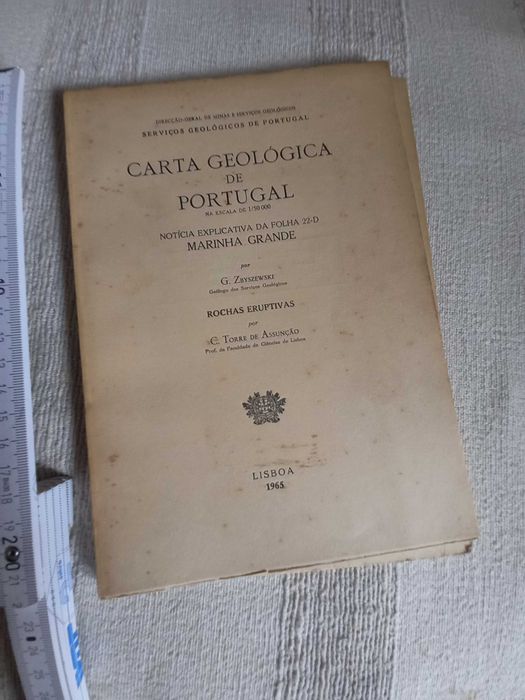 DIRECÇÃO-GERAL DE MINAS E SERVIÇOS GEOLÓGICOS
SERVIÇOS GEOLÓGICOS DE PORTUGAL
CARTA GEOLÓGICA
DE
PORTUGAL
NA ESCALA DE 1/50 000
NOTÍCIA EXPLICATIVA DA FOLHA 22-D
MARINHA GRANDE
por
G. ZBYSZEWSKI
Geólogo dos Serviços Geológicos
ROCHAS ERUPTIVAS
por
C. TORRE DE ASSUNÇÃO
Prof. da Faculdade de Ciências de Lisboa
LISBOA
1965